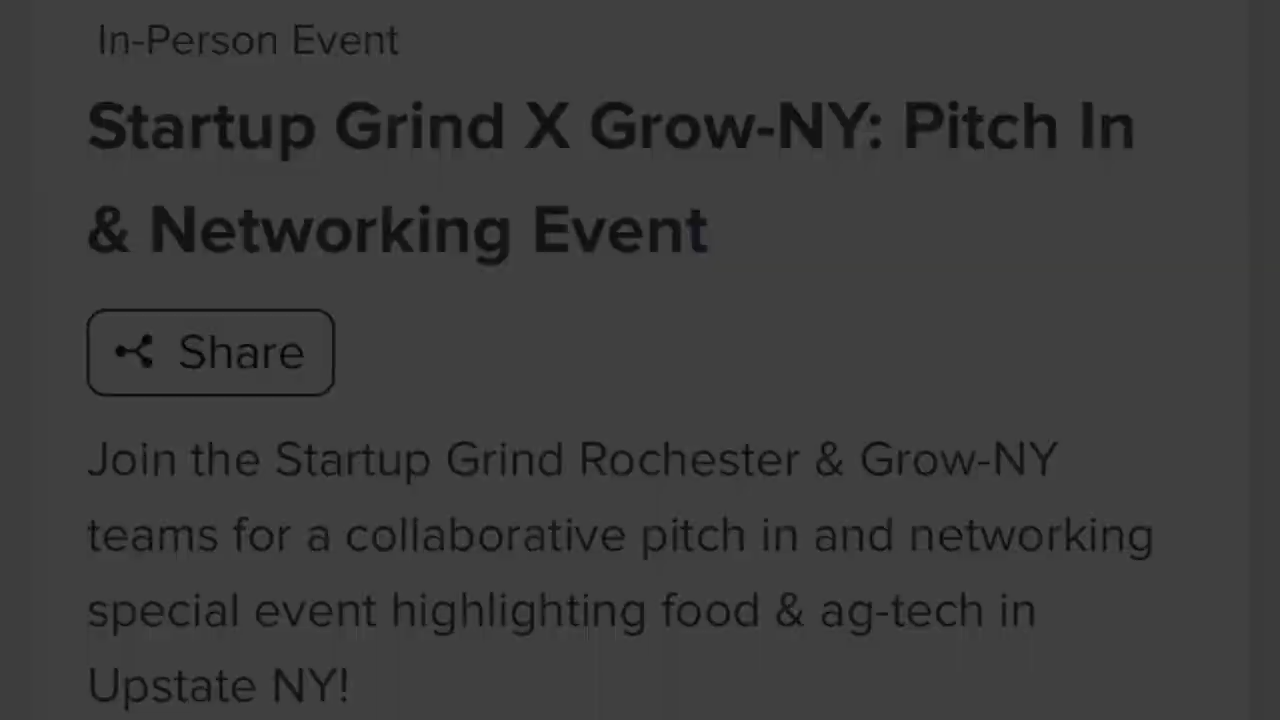 In-Person Event
Startup Grind X Grow-NY: Pitch In
& Networking Event
Share
Join the Startup Grind Rochester & Grow-NY
teams for a collaborative pitch in and networking
special event highlighting food & ag-tech in
Upstate NY!